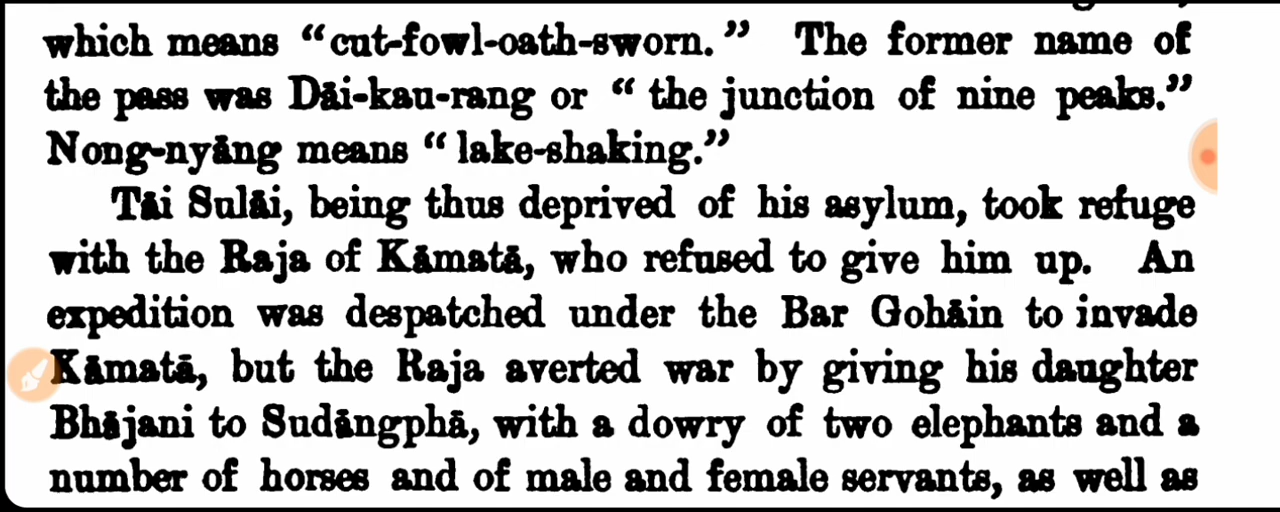 which means “cut-fowl-oath-sworn.” The former name of
the pass was Dāi-kau-rang or “ the junction of nine peaks.”
Nong-nyāng means “ lake-shaking.”
Tāi Sulāi, being thus deprived of his asylum, took refuge
with the Raja of Kāmatā, who refused to give him up. An
expedition was despatched under the Bar Gohāin to invade
Kāmatā, but the Raja averted war by giving his daughter
Bhājani to Sudāngphā, with a dowry of two elephants and a
number of horses and of male and female servants, as well as